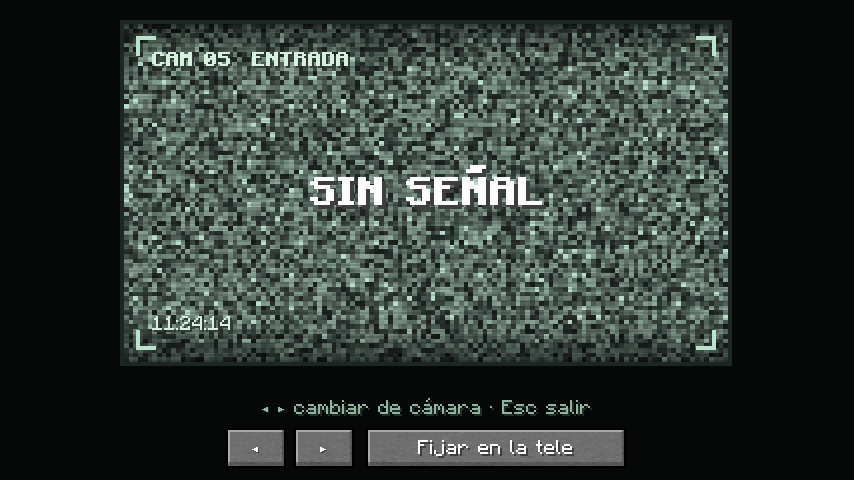 CAM 05 ENTRADA
SIN SEÑAL
11:24:14
◂ ▸ cambiar de cámara · Esc salir
◂ ▸ Fijar en la tele